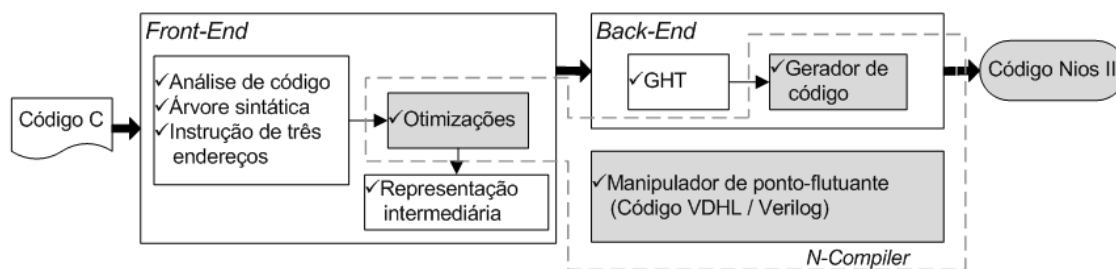 Front-End
Back-End
Código C
✓Análise de código
✓Árvore sintática
✓Instrução de três
endereços
✓Otimizações
✓Representação
intermediária
✓GHT
✓Gerador de
código
Código Nios II
✓Manipulador de ponto-flutuante
(Código VDHL / Verilog)
N-Compiler